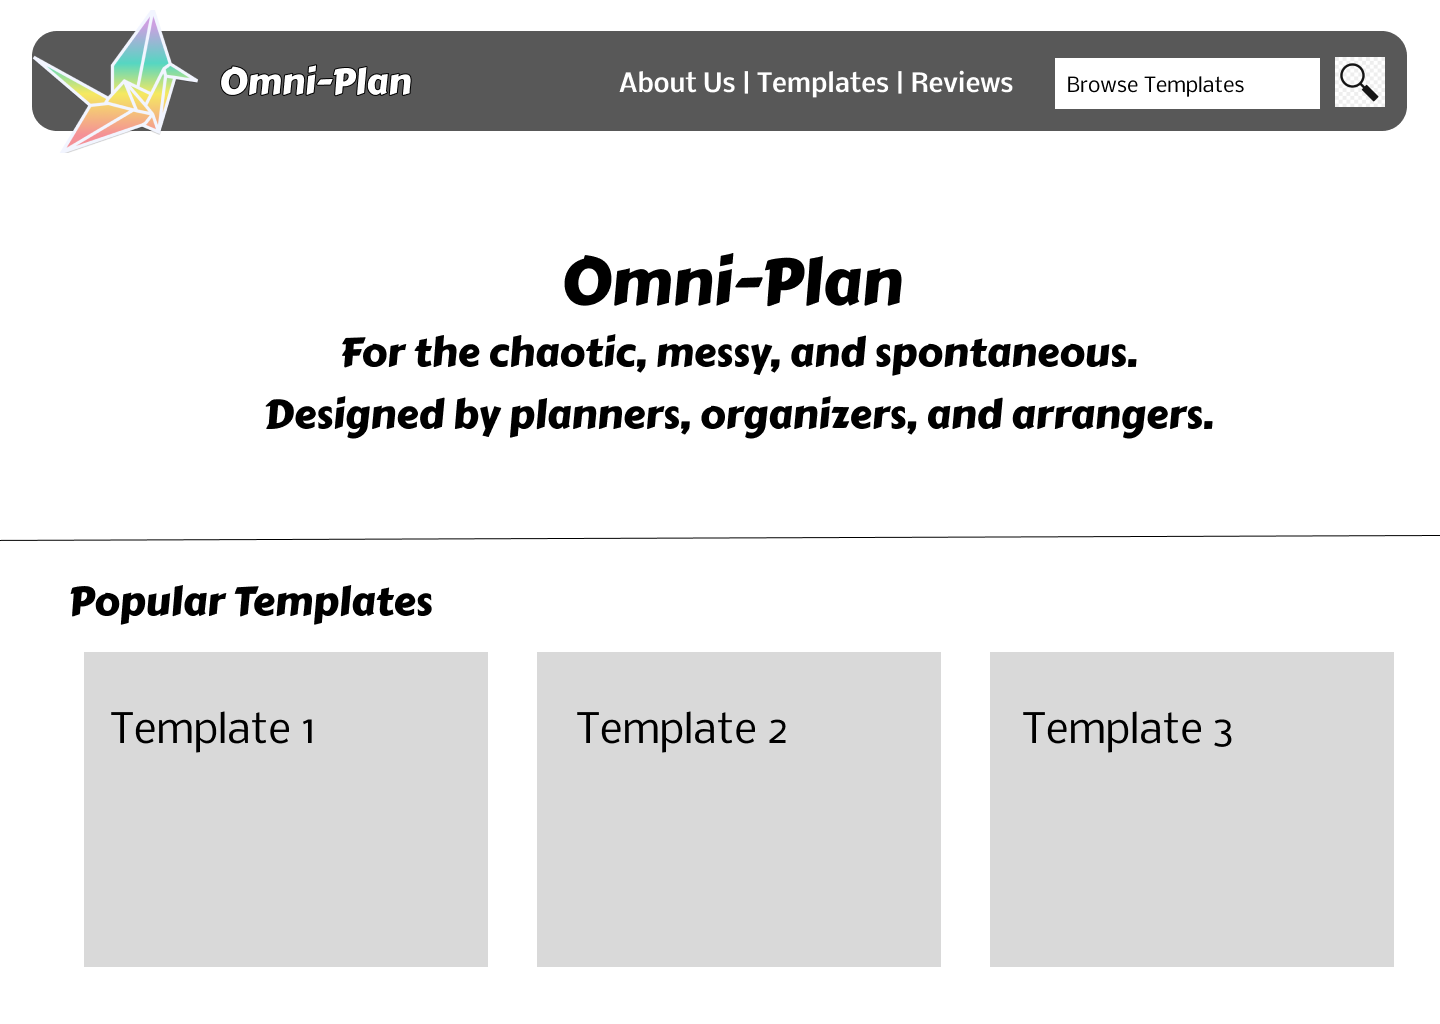 Omni-Plan
About Us | Templates | Reviews
Browse Templates
Omni-Plan
For the chaotic, messy, and spontaneous.
Designed by planners, organizers, and arrangers.
Popular Templates
Template 1
Template 2
Template 3